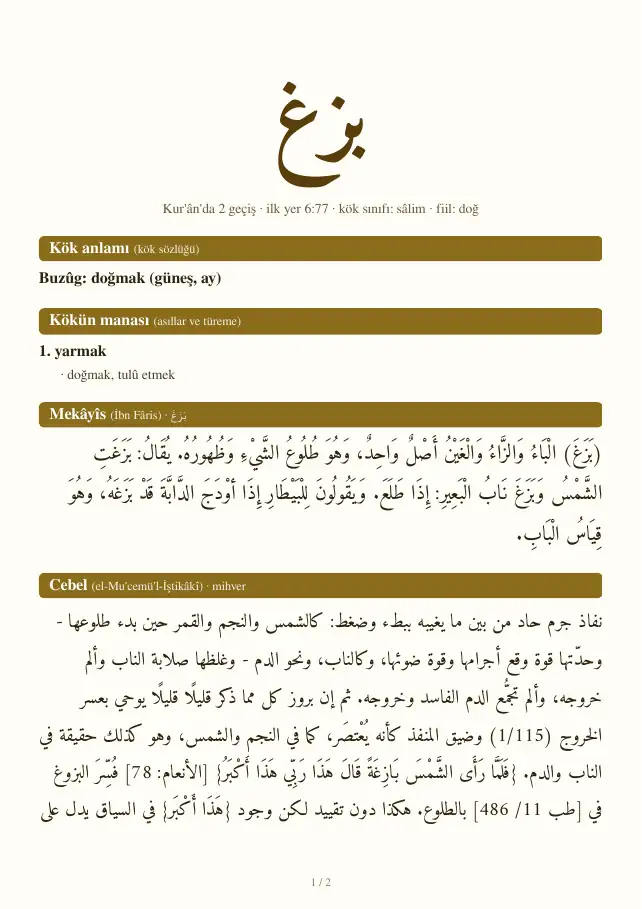 بزغ
Kur'ân'da 2 geçiş · ilk yer 6:77 · kök sınıfı: sâlim · fiil: doğ
Kök anlamı (kök sözlüğü)
Buzûg: doğmak (güneş, ay)
Kökün manası (asıllar ve türeme)
1. yarmak
· doğmak, tulû etmek
Mekâyîs (İbn Fâris) · بَزَغَ
(بَزَغَ) الْبَاءُ وَالزَّاءُ وَالْغَيْنُ أَصْلٌ وَاحِدٌ، وَهُوَ طُلُوعُ الشَّيْءِ وَظُهُورُهُ. يُقَالُ: بَزَغَتِ
الشَّمْسُ وَبَزَغَ نَابُ الْبَعِيرِ: إِذَا طَلَعَ. وَيَقُولُونَ لِلْبَيْطَارِ إِذَا أَوْدَجَ الدَّابَّةَ قَدْ بَزَغَهُ، وَهُوَ
قِيَاسُ الْبَابِ.
Cebel (el-Mu'cemü'l-İştikâkî) · mihver
نفاذ جرم حاد من بين ما يغيبه ببطء وضغط: كالشمس والنجم والقمر حين بدء طلوعها -
وحدّتها قوة وقع أجرامها وقوة ضوئها، وكالناب، ونحو الدم - وغلظها صلابة الناب وألم
خروجه، وألم تجمُّع الدم الفاسد وخروجه. ثم إن بروز كل مما ذكر قليلًا قليلًا يوحي بعسر
الخروج (1/115) وضيق المنفذ كأنه يُعْتصَر، كما في النجم والشمس، وهو كذلك حقيقة في
الناب والدم. {فَلَمَّا رَأَى الشَّمْسَ بَازِغَةً قَالَ هَذَا رَبِّي هَذَا أَكْبَرُ} [الأنعام: 78] فُسِّرَ البزوغ
في [طب 11/ 486] بالطلوع. هكذا دون تقييد لكن وجود {هَذَا أَكْبَر} في السياق يدل على
1 / 2